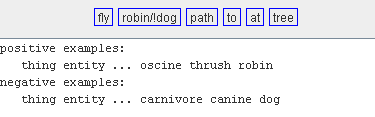 fly robin/!dog path to at tree
positive examples:
thing entity ... oscine thrush robin
negative examples:
thing entity ... carnivore canine dog